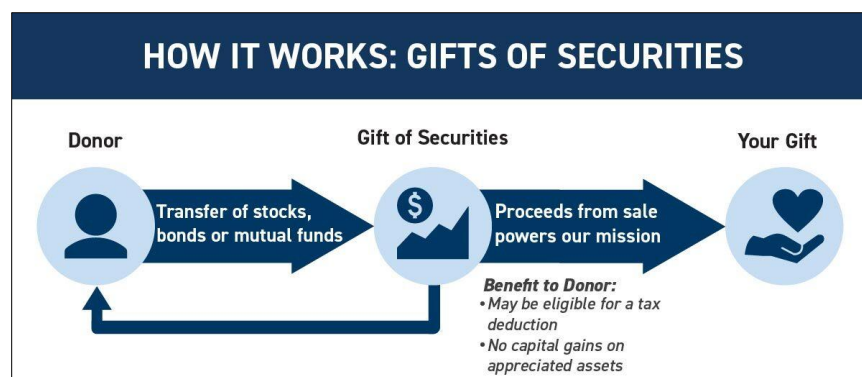 HOW IT WORKS: GIFTS OF SECURITIES
Donor
Gift of Securities
Your Gift
Transfer of stocks,
bonds or mutual funds
$
Proceeds from sale
powers our mission
Benefit to Donor:
• May be eligible for a tax
deduction
• No capital gains on
appreciated assets